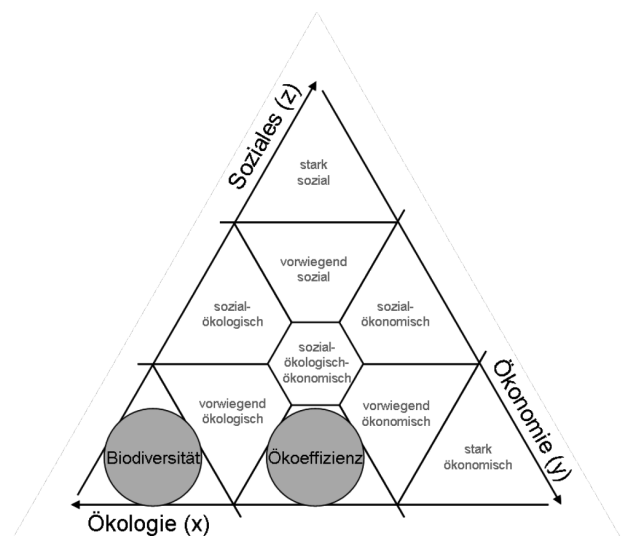 Soziales (z)
stark
sozial
vorwiegend
sozial
sozial-
ökologisch
sozial-
ökonomisch
sozial-
ökologisch-
ökonomisch
vorwiegend
ökologisch
vorwiegend
ökonomisch
Biodiversität
Ökoeffizienz
stark
ökonomisch
Ökonomie (y)
Ökologie (x)